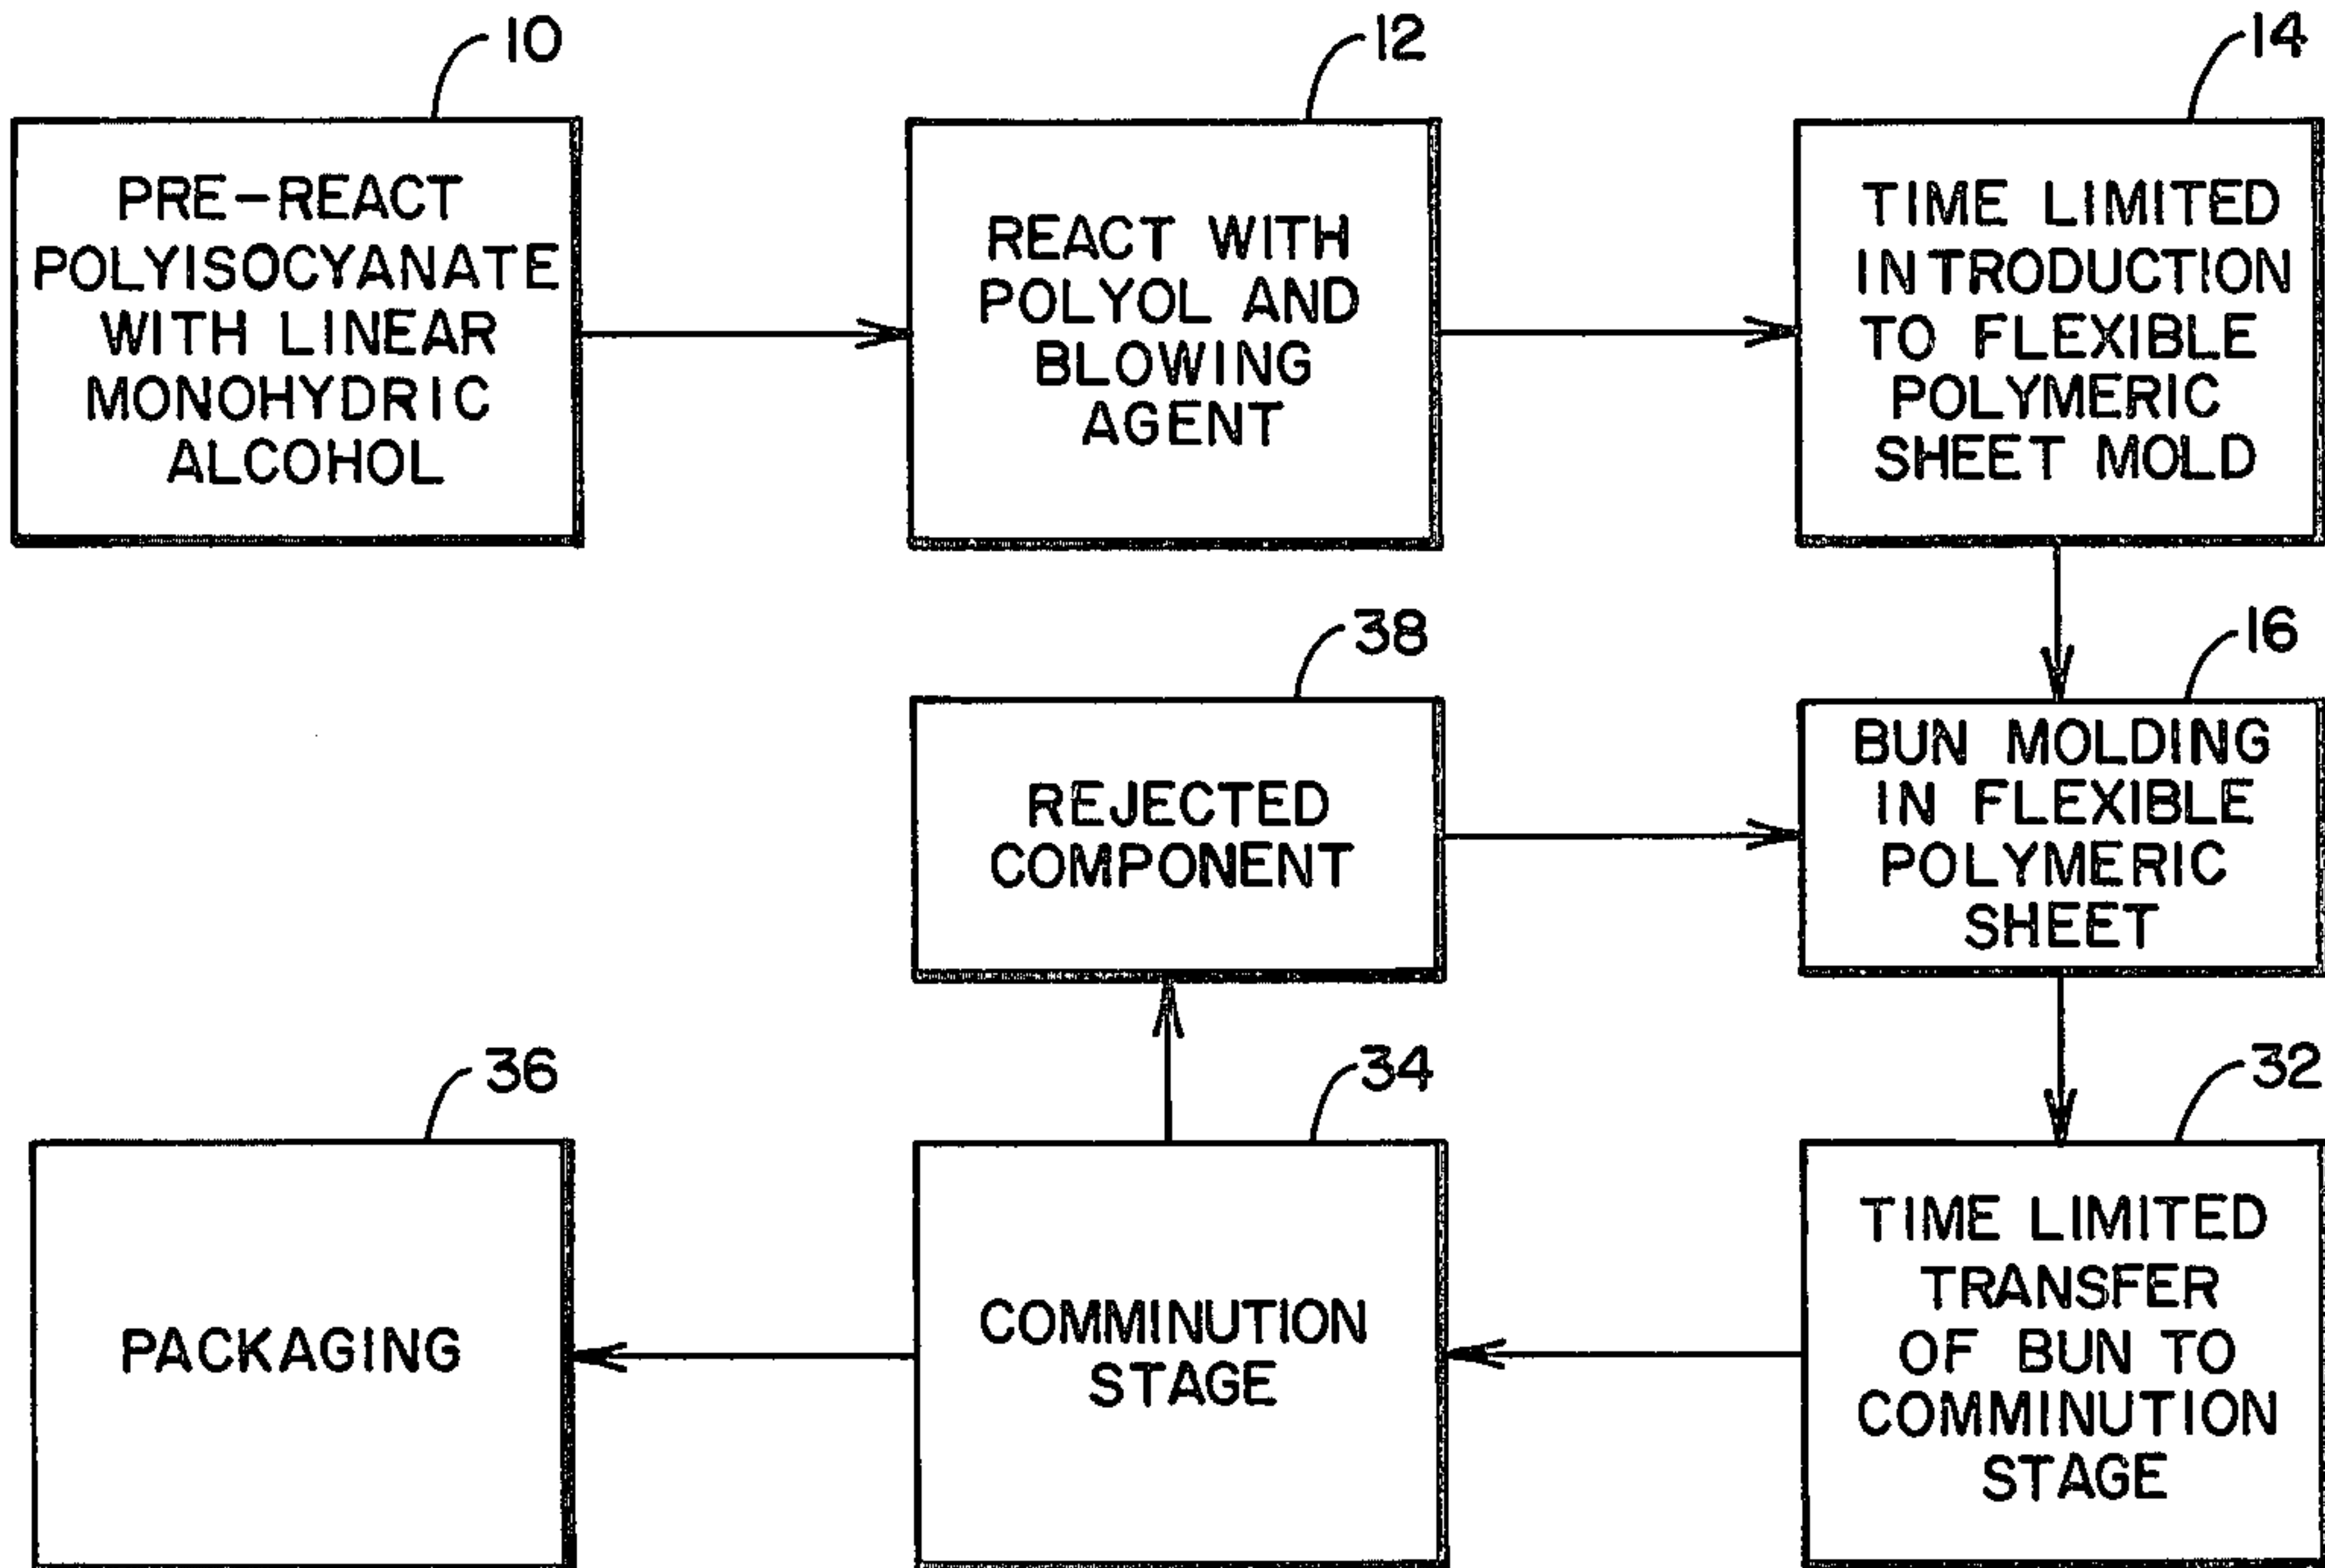 10
PRE-REACT
POLYISOCYANATE
WITH LINEAR
MONOHYDRIC
ALCOHOL
12
REACT WITH
POLYOL AND
BLOWING
AGENT
14
TIME LIMITED
INTRODUCTION
TO FLEXIBLE
POLYMERIC
SHEET MOLD
38
REJECTED
COMPONENT
16
BUN MOLDING
IN FLEXIBLE
POLYMERIC
SHEET
36
PACKAGING
34
COMMINUTION
STAGE
32
TIME LIMITED
TRANSFER
OF BUN TO
COMMINUTION
STAGE